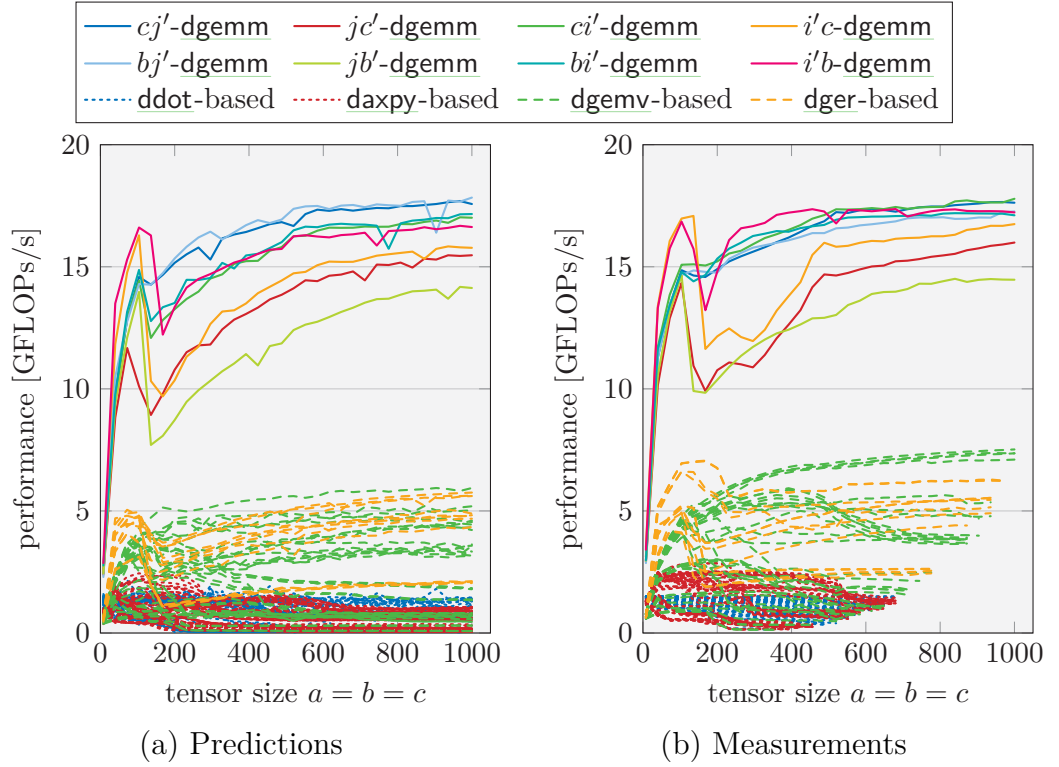 cj′-dgemm jc′-dgemm ci′-dgemm i′c-dgemm
bj′-dgemm jb′-dgemm bi′-dgemm i′b-dgemm
ddot-based daxpy-based dgemv-based dger-based
performance [GFLOPs/s]
20
15
10
5
0
0 200 400 600 800 1000
tensor size a = b = c
(a) Predictions
performance [GFLOPs/s]
20
15
10
5
0
0 200 400 600 800 1000
tensor size a = b = c
(b) Measurements